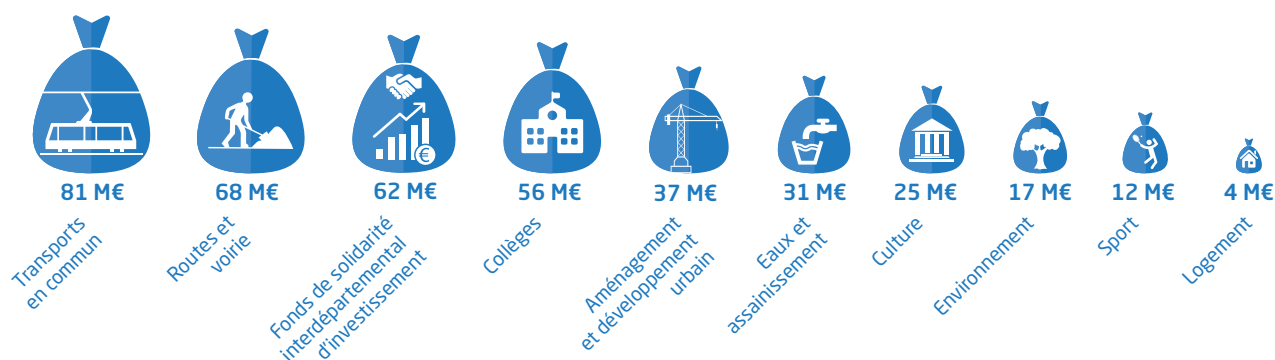 81 M€
68 M€
62 M€
56 M€
37 M€
31 M€
25 M€
17 M€
12 M€
4 M€
Transports
en commun
Routes et
voirie
Fonds de solidarité
interdépartemental
d’investissement
Collèges
Aménagement
et développement
urbain
Eaux et
assainissement
Culture
Environnement
Sport
Logement
€